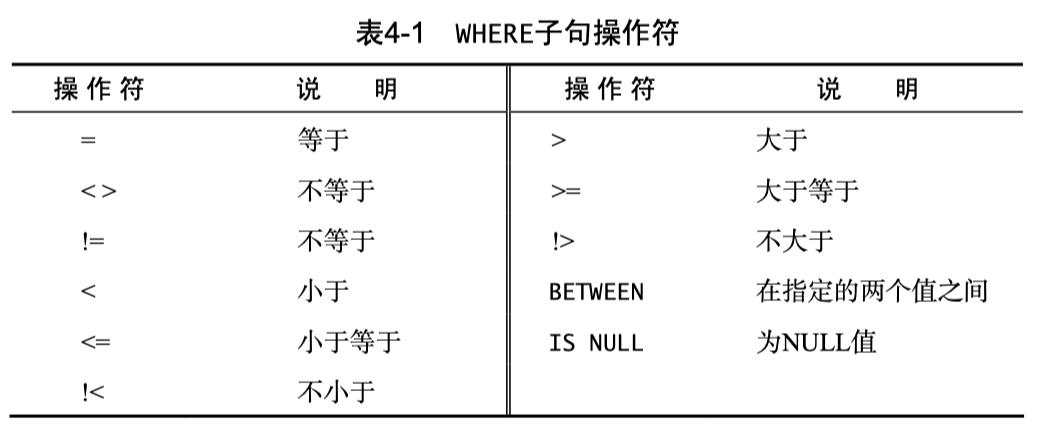 表4-1 WHERE子句操作符
操作符 说明 操作符 说明
= 等于 > 大于
<> 不等于 >= 大于等于
!= 不等于 !> 不大于
< 小于 BETWEEN 在指定的两个值之间
<= 小于等于 IS NULL 为NULL值
!< 不小于